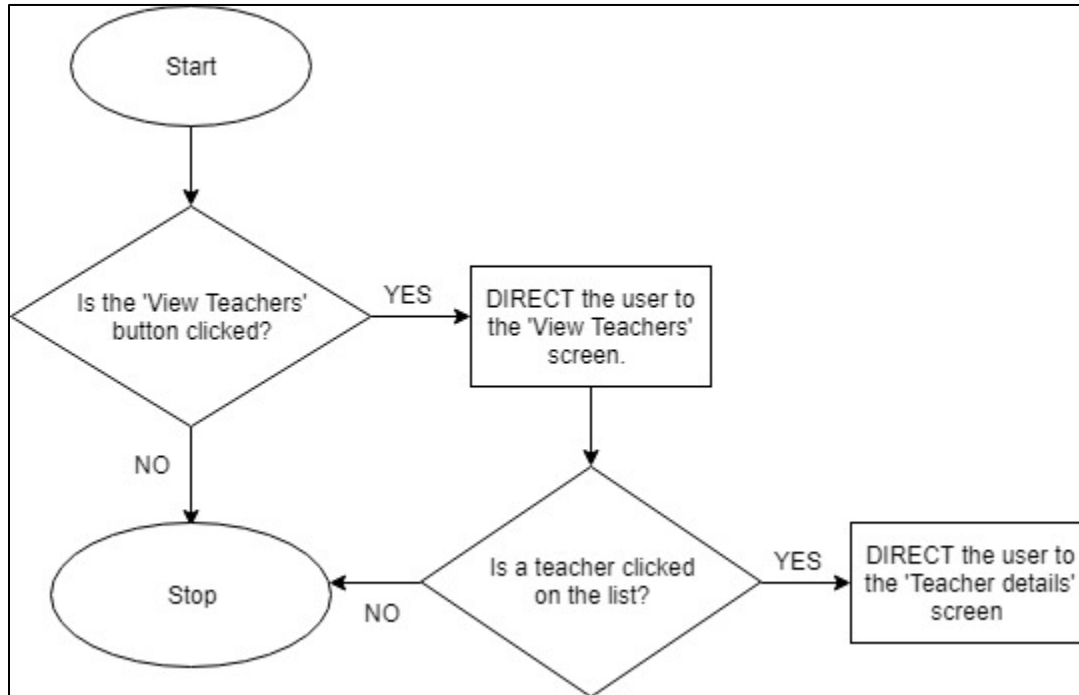 Start
Is the 'View Teachers'
button clicked?
YES
DIRECT the user to
the 'View Teachers'
screen.
NO
Stop
Is a teacher clicked
on the list?
NO
YES
DIRECT the user to
the 'Teacher details'
screen